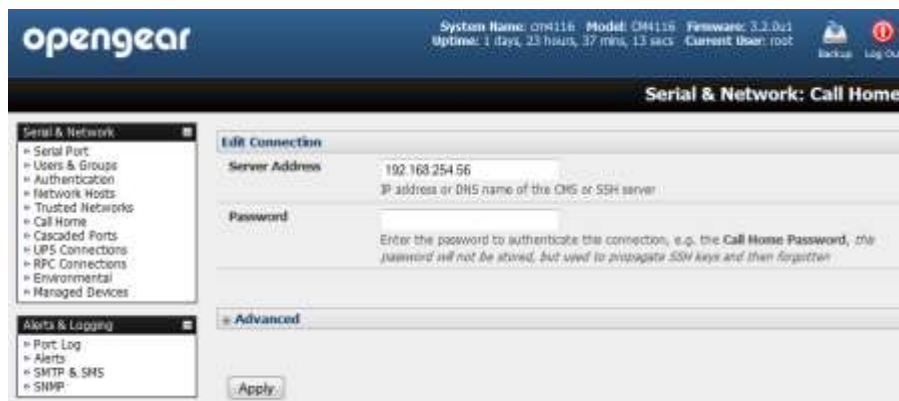 opengear
System Name: cm4116 Model: CM4116 Firmware: 3.2.0u1
Uptime: 1 days, 23 hours, 37 mins, 13 secs Current User: root
Backup Log Ou
Serial & Network: Call Home
Serial & Network
Serial Port
Users & Groups
Authentication
Network Hosts
Trusted Networks
Call Home
Cascaded Ports
UPS Connections
RPC Connections
Environmental
Managed Devices
Alerts & Logging
Port Log
Alerts
SMTP & SMS
SNMP
Edit Connection
Server Address
192.168.254.56
IP address or DNS name of the CMS or SSH server
Password
Enter the password to authenticate this connection, e.g. the Call Home Password, this
password will not be stored, but used to propagate SSH keys and then forgotten
Advanced
Apply